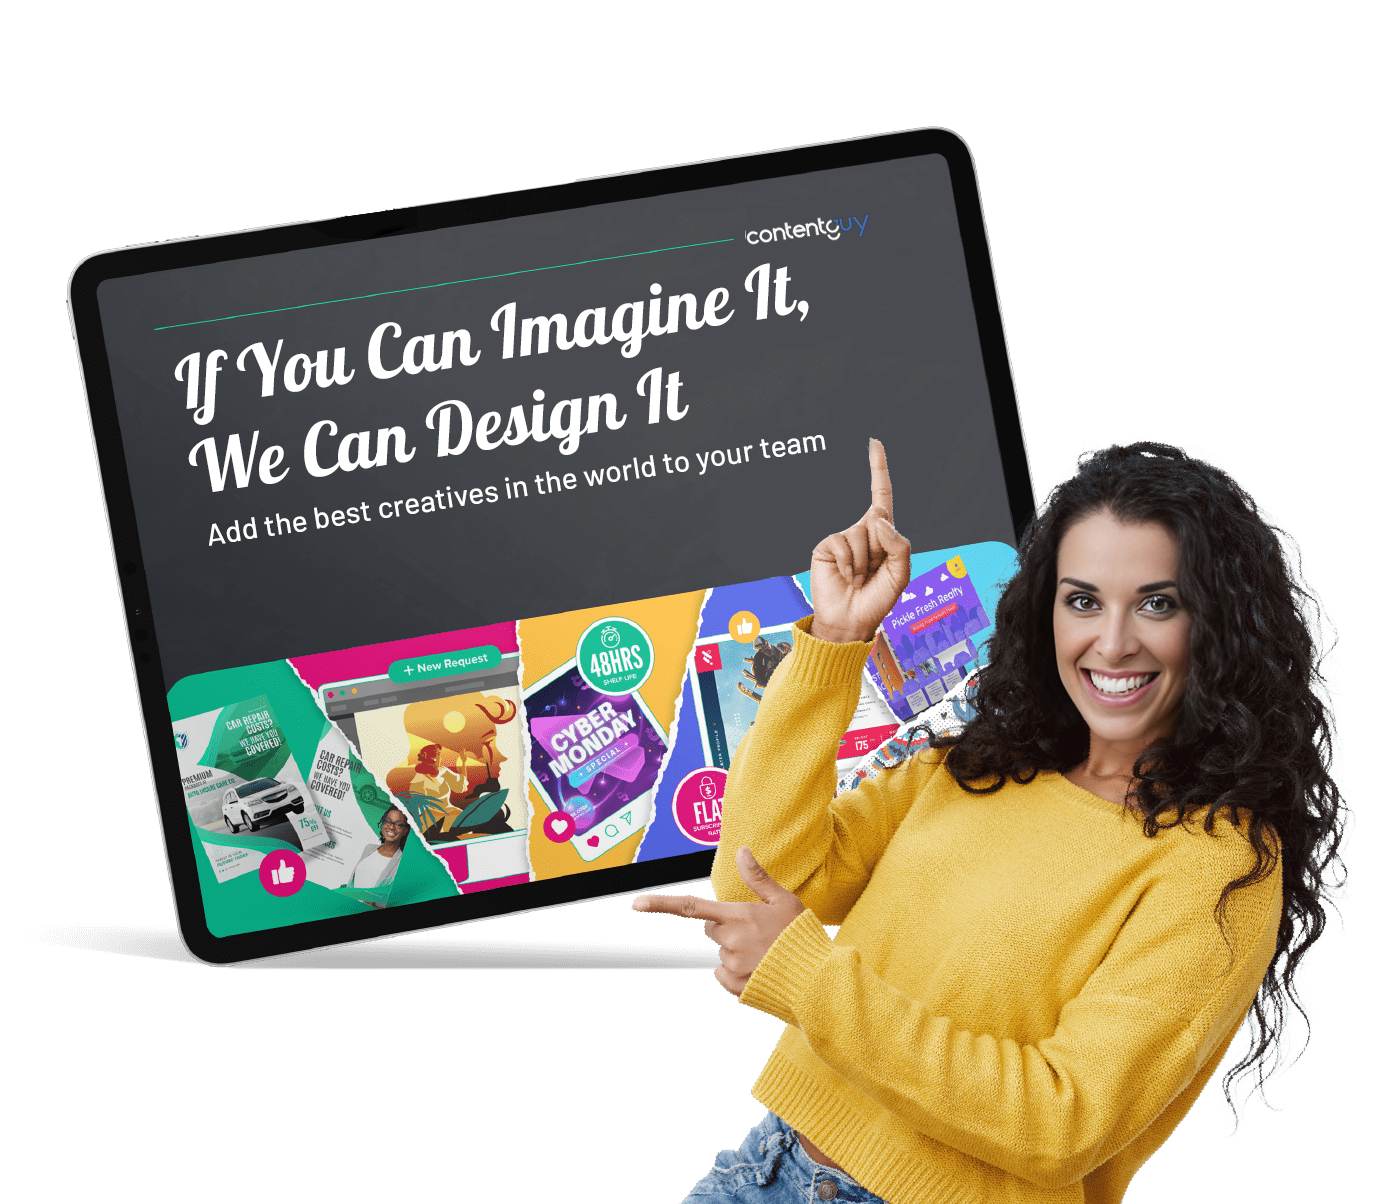 contentguy
If You Can Imagine It,
We Can Design It
Add the best creatives in the world to your team
+ New Request
48HRS
SHELF LIFE
CYBER
MONDAY
SPECIAL
CAR REPAIR
COSTS?
WE HAVE YOU
COVERED!
PREMIUM
CAR REPAIR
COSTS?
WE HAVE YOU
COVERED!
75%
OFF
FLAT
Pickle Fresh Realty
175